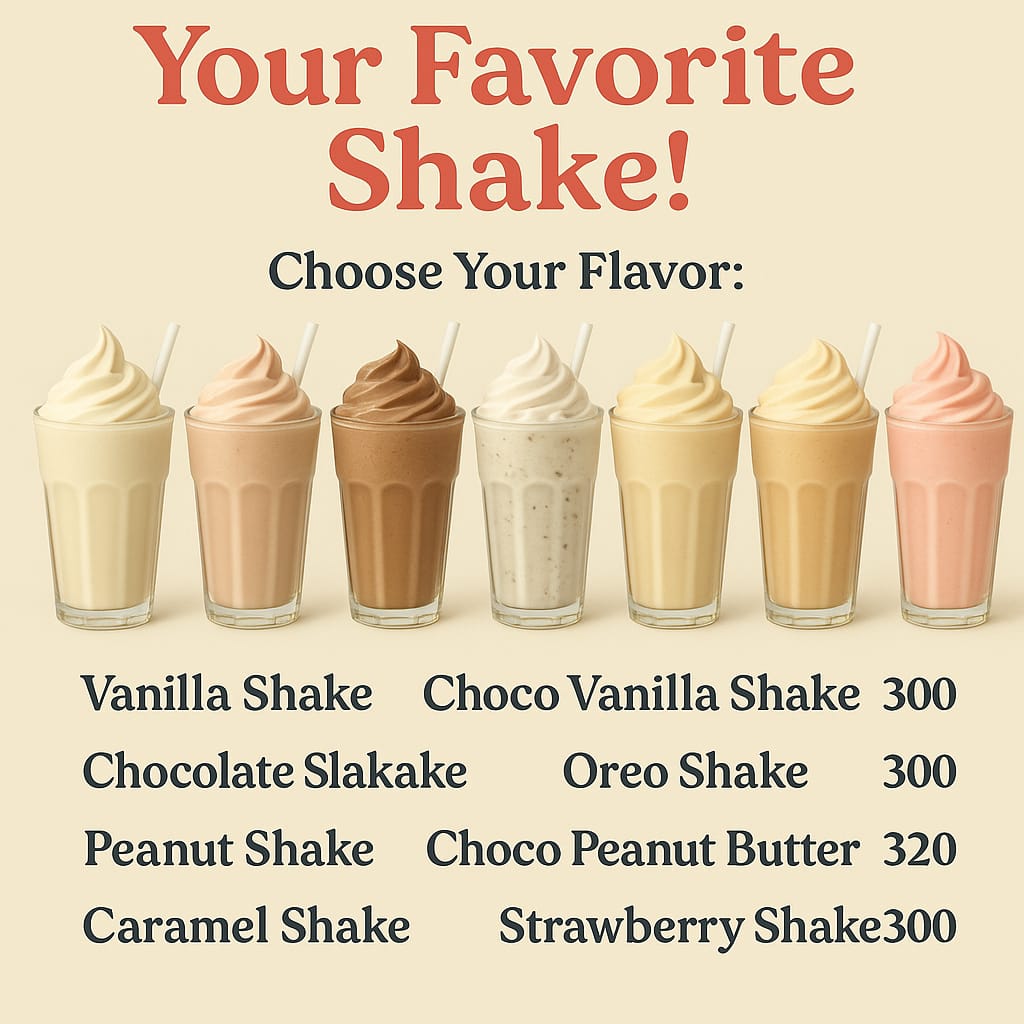 Your Favorite
Shake!
Choose Your Flavor:
Vanilla Shake Choco Vanilla Shake 300
Chocolate Slakake Oreo Shake 300
Peanut Shake Choco Peanut Butter 320
Caramel Shake Strawberry Shake300